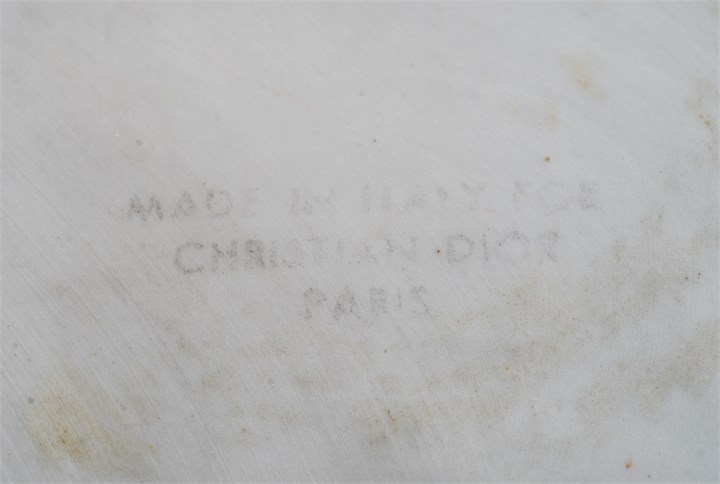 MADE IN ITALY FOR
CHRISTIAN DIOR
PARIS